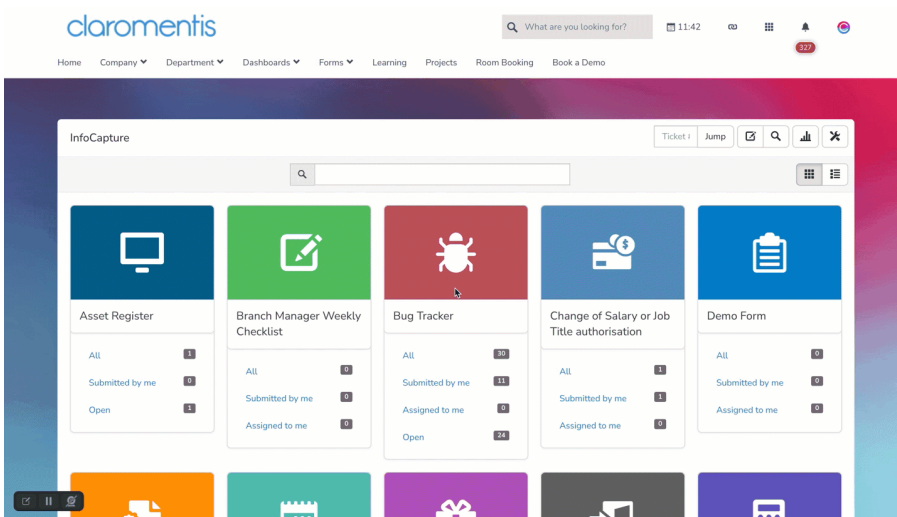 claromentis
What are you looking for?
11:42
327
Home Company Department Dashboards Forms Learning Projects Room Booking Book a Demo
InfoCapture
Ticket Jump
Asset Register
All 1
Submitted by me 0
Open 1
Branch Manager Weekly
Checklist
All 0
Submitted by me 0
Assigned to me 0
Bug Tracker
All 30
Submitted by me 11
Assigned to me 0
Open 24
Change of Salary or Job
Title authorisation
All 1
Submitted by me 1
Assigned to me 0
Demo Form
All 0
Submitted by me 0
Assigned to me 0